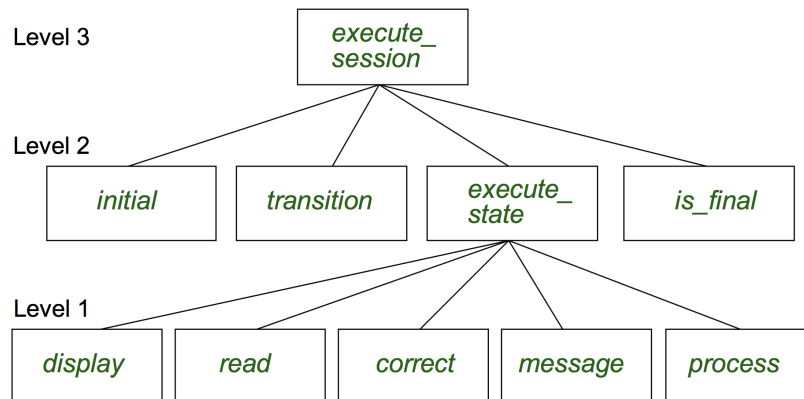 Level 3
execute_
session
Level 2
initial
transition
execute_
state
is_final
Level 1
display
read
correct
message
process